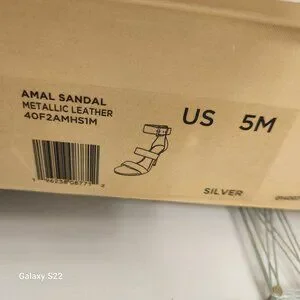 AMAL SANDAL
METALLIC LEATHER
40F2AMHS1M
US 5M
SILVER
Galaxy S22